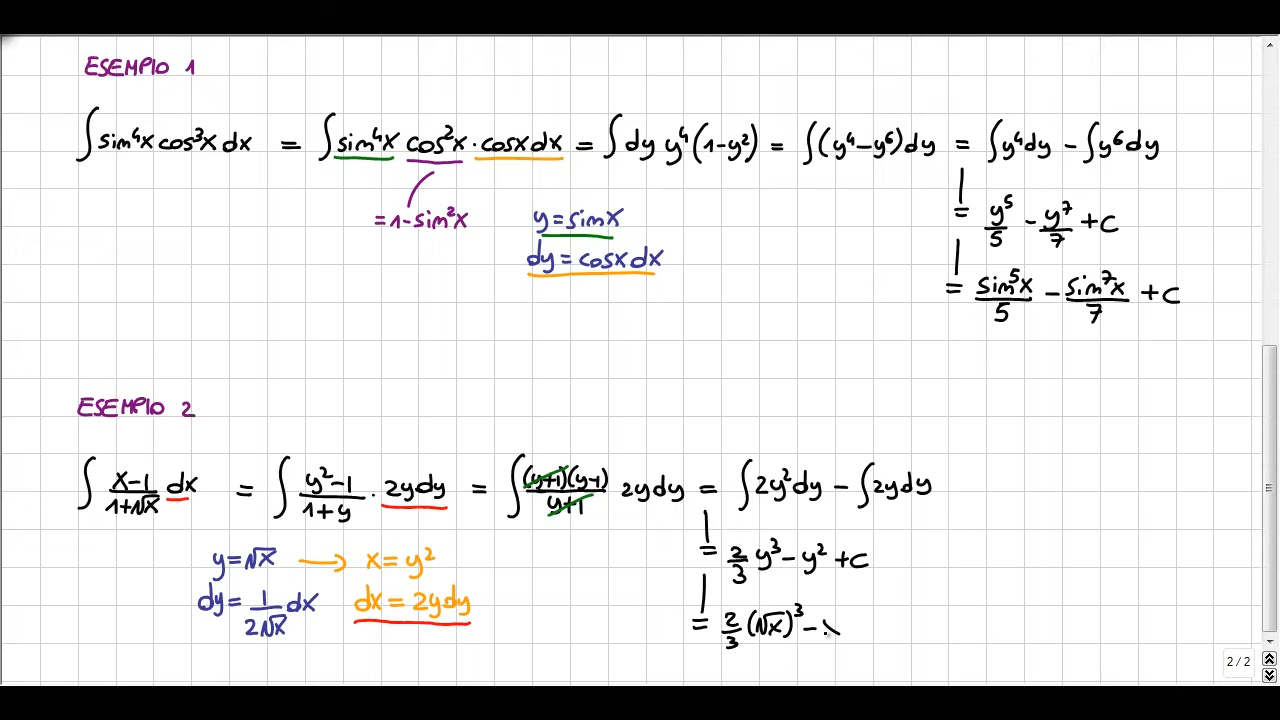 ESEMPIO 1
∫ sin⁴x cos³x dx = ∫ sin⁴x cos²x · cosx dx = ∫ dy y⁴(1-y²) = ∫(y⁴-y⁶)dy = ∫y⁴dy - ∫y⁶dy
= 1-sin²x
y = sinx
dy = cosx dx
= y⁵/5 - y⁷/7 + c
= sin⁵x/5 - sin⁷x/7 + c
ESEMPIO 2
∫ (x-1)/(1+√x) dx = ∫ (y²-1)/(1+y) · 2ydy = ∫ (y+1)(y-1)/(y+1) 2ydy = ∫2y²dy - ∫2ydy
y = √x → x = y²
dy = 1/(2√x) dx dx = 2ydy
= 2/3 y³ - y² + c
= 2/3 (√x)³ -
2 / 2